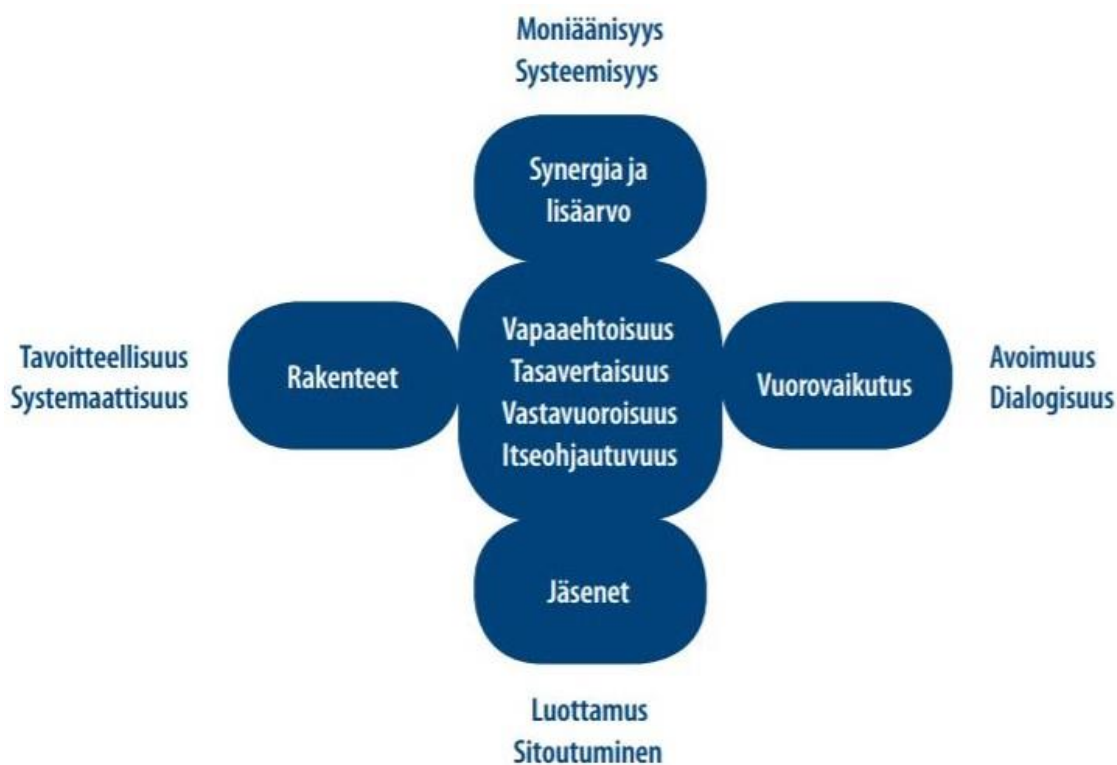 Moniäänisyys
Systeemisyys
Synergia ja
lisäarvo
Tavoitteellisuus
Systemaattisuus
Rakenteet
Vapaaehtoisuus
Tasavertaisuus
Vastavuoroisuus
Itseohjautuvuus
Vuorovaikutus
Avoimuus
Dialogisuus
Jäsenet
Luottamus
Sitoutuminen